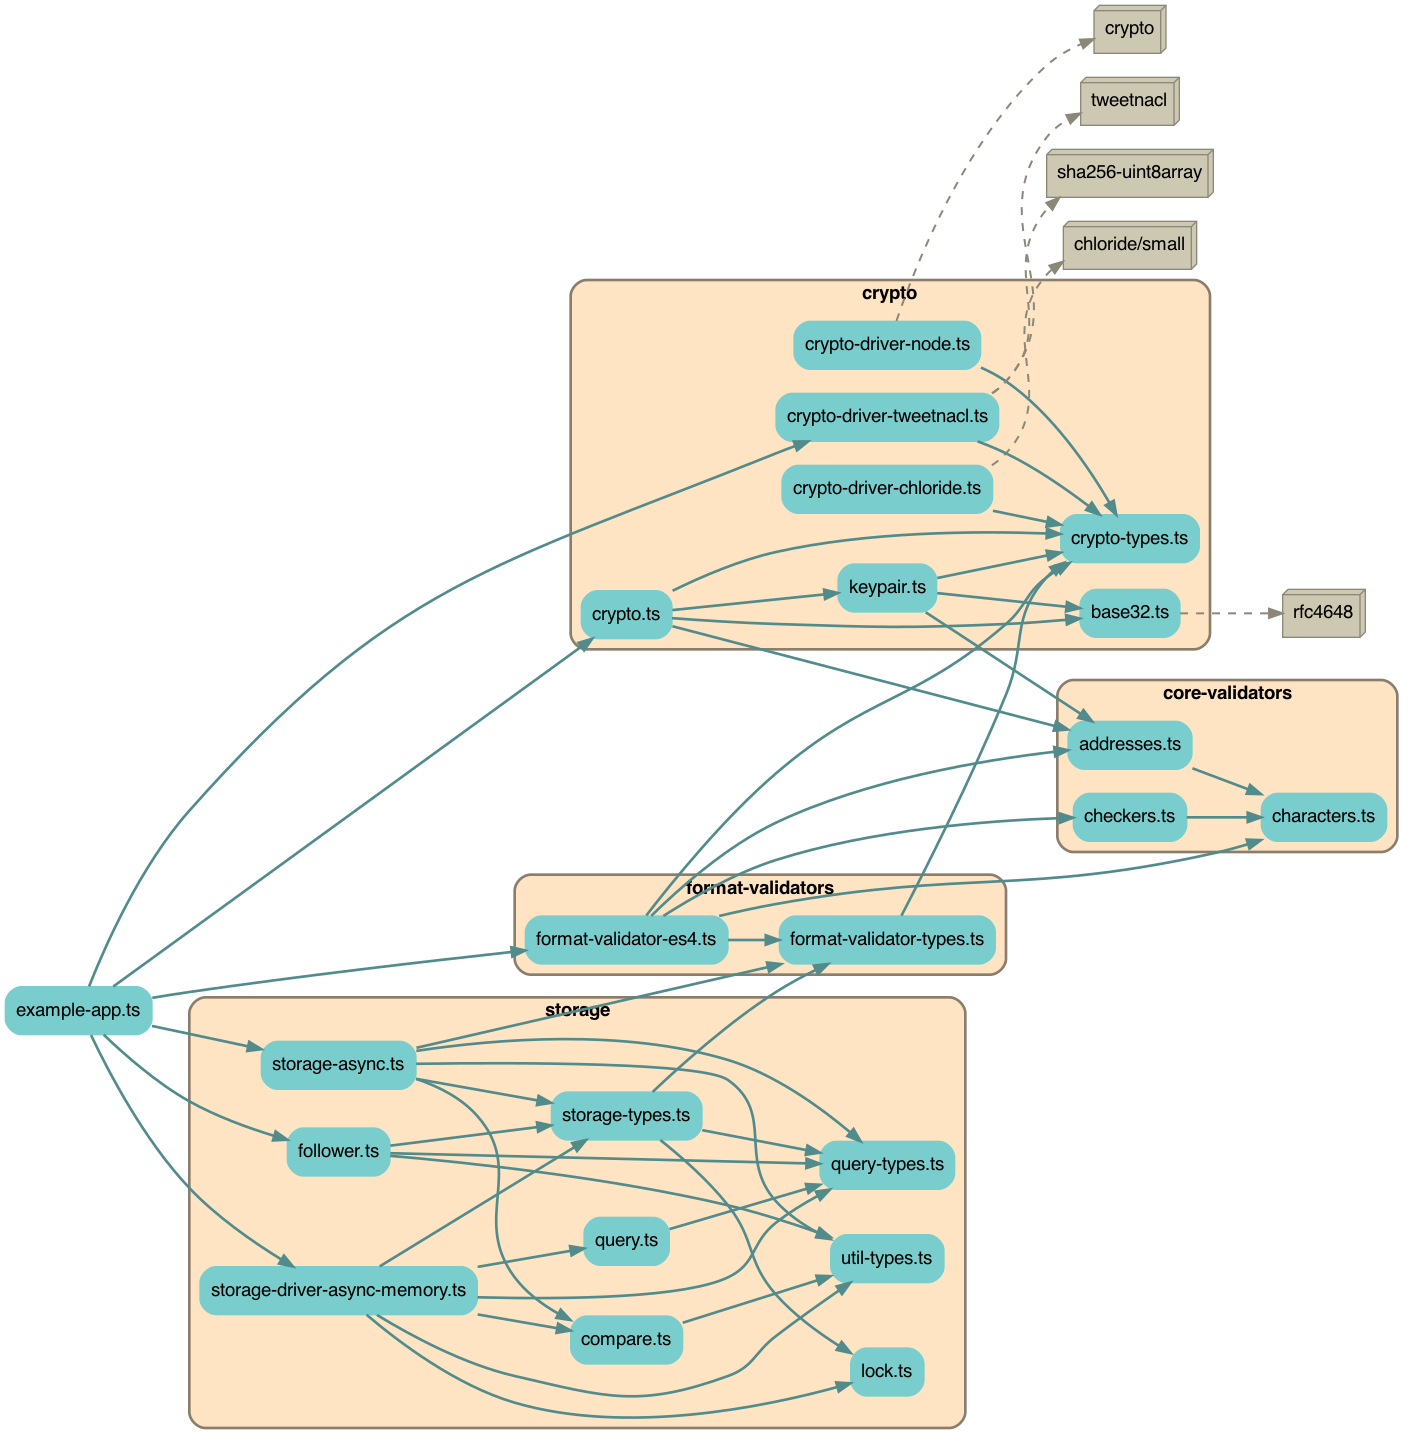 crypto
tweetnacl
sha256-uint8array
chloride/small
crypto
crypto-driver-node.ts
crypto-driver-tweetnacl.ts
crypto-driver-chloride.ts
crypto-types.ts
keypair.ts
crypto.ts
base32.ts
rfc4648
core-validators
addresses.ts
checkers.ts
characters.ts
format-validators
format-validator-es4.ts
format-validator-types.ts
example-app.ts
storage
storage-async.ts
storage-types.ts
follower.ts
query-types.ts
query.ts
util-types.ts
storage-driver-async-memory.ts
compare.ts
lock.ts